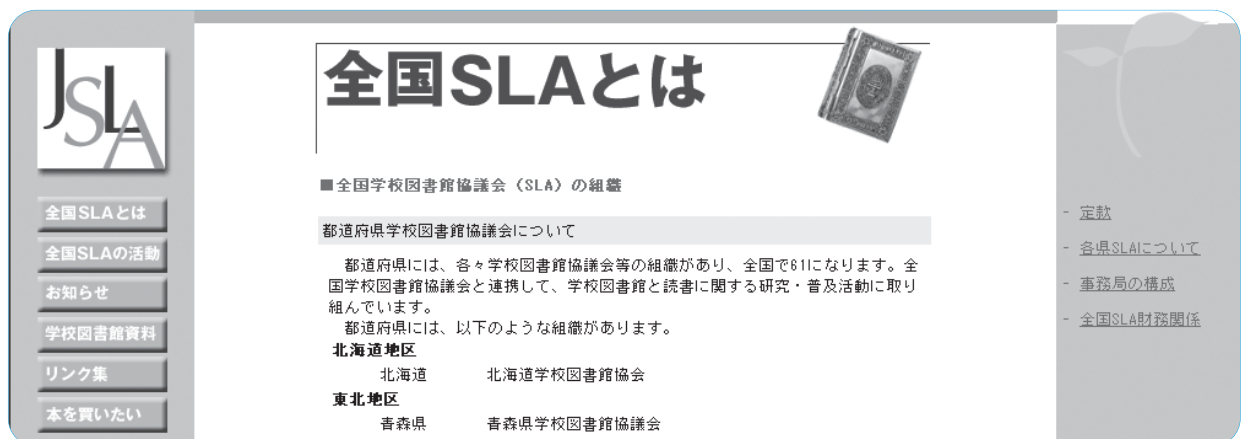 JSLA
全国SLAとは
全国SLAの活動
お知らせ
学校図書館資料
リンク集
本を買いたい
全国SLAとは
■全国学校図書館協議会（SLA）の組織
都道府県学校図書館協議会について
都道府県には、各々学校図書館協議会等の組織があり、全国で61になります。全
国学校図書館協議会と連携して、学校図書館と読書に関する研究・普及活動に取り
組んでいます。
都道府県には、以下のような組織があります。
北海道地区
北海道 北海道学校図書館協会
東北地区
青森県 青森県学校図書館協議会
- 定款
- 各県SLAについて
- 事務局の構成
- 全国SLA財務関係